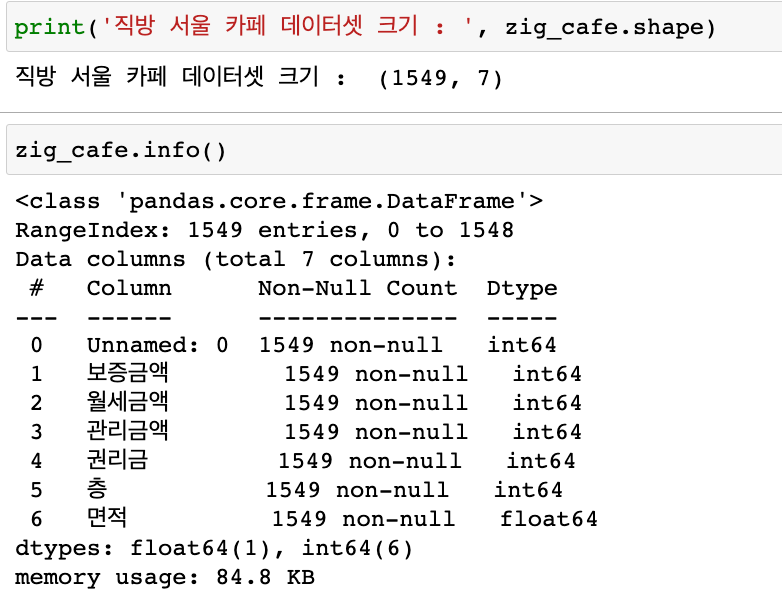 print('직방 서울 카페 데이터셋 크기 : ', zig_cafe.shape)
직방 서울 카페 데이터셋 크기 :  (1549, 7)
zig_cafe.info()
<class 'pandas.core.frame.DataFrame'>
RangeIndex: 1549 entries, 0 to 1548
Data columns (total 7 columns):
 #   Column      Non-Null Count  Dtype
---  ------      --------------  -----
 0   Unnamed: 0  1549 non-null   int64
 1   보증금액        1549 non-null   int64
 2   월세금액        1549 non-null   int64
 3   관리금액        1549 non-null   int64
 4   권리금         1549 non-null   int64
 5   층           1549 non-null   int64
 6   면적          1549 non-null   float64
dtypes: float64(1), int64(6)
memory usage: 84.8 KB